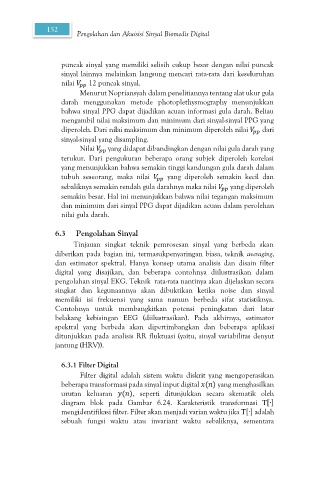 152
Pengolahan dan Akuisisi Sinyal Biomedis Digital
puncak sinyal yang memiliki selisih cukup besar dengan nilai puncak
sinyal lainnya melainkan langsung mencari rata-rata dari keseluruhan
nilai Vpp 12 puncak sinyal.
Menurut Nopriansyah dalam penelitiannya tentang alat ukur gula
darah menggunakan metode photoplethysmography menunjukkan
bahwa sinyal PPG dapat dijadikan acuan informasi gula darah. Beliau
mengambil nilai maksimum dan minimum dari sinyal-sinyal PPG yang
diperoleh. Dari nilai maksimum dan minimum diperoleh nilai Vpp dari
sinyal-sinyal yang disampling.
Nilai Vpp yang didapat dibandingkan dengan nilai gula darah yang
terukur. Dari pengukuran beberapa orang subjek diperoleh korelasi
yang menunjukkan bahwa semakin tinggi kandungan gula darah dalam
tubuh seseorang, maka nilai Vpp yang diperoleh semakin kecil dan
sebaliknya semakin rendah gula darahnya maka nilai Vpp yang diperoleh
semakin besar. Hal ini menunjukkan bahwa nilai tegangan maksimum
dan minimum dari sinyal PPG dapat dijadikan acuan dalam perolehan
nilai gula darah.
6.3 Pengolahan Sinyal
Tinjauan singkat teknik pemrosesan sinyal yang berbeda akan
diberikan pada bagian ini, termasukpenyaringan biasa, teknik averaging,
dan estimator spektral. Hanya konsep utama analisis dan desain filter
digital yang disajikan, dan beberapa contohnya diilustrasikan dalam
pengolahan sinyal EKG. Teknik rata-rata nantinya akan dijelaskan secara
singkat dan kegunaannya akan dibuktikan ketika noise dan sinyal
memiliki isi frekuensi yang sama namun berbeda sifat statistiknya.
Contohnya untuk membangkitkan potensi peningkatan dari latar
belakang kebisingan EEG (diilustrasikan). Pada akhirnya, estimator
spektral yang berbeda akan dipertimbangkan dan beberapa aplikasi
ditunjukkan pada analisis RR fluktuasi (yaitu, sinyal variabilitas denyut
jantung (HRV)).
6.3.1 Filter Digital
Filter digital adalah sistem waktu diskrit yang mengoperasikan
beberapa transformasi pada sinyal input digital x(n) yang menghasilkan
urutan keluaran y(n), seperti ditunjukkan secara skematik oleh
diagram blok pada Gambar 6.24. Karakteristik transformasi T[·]
mengidentifikasi filter. Filter akan menjadi varian waktu jika T[·] adalah
sebuah fungsi waktu atau invariant waktu sebaliknya, sementara